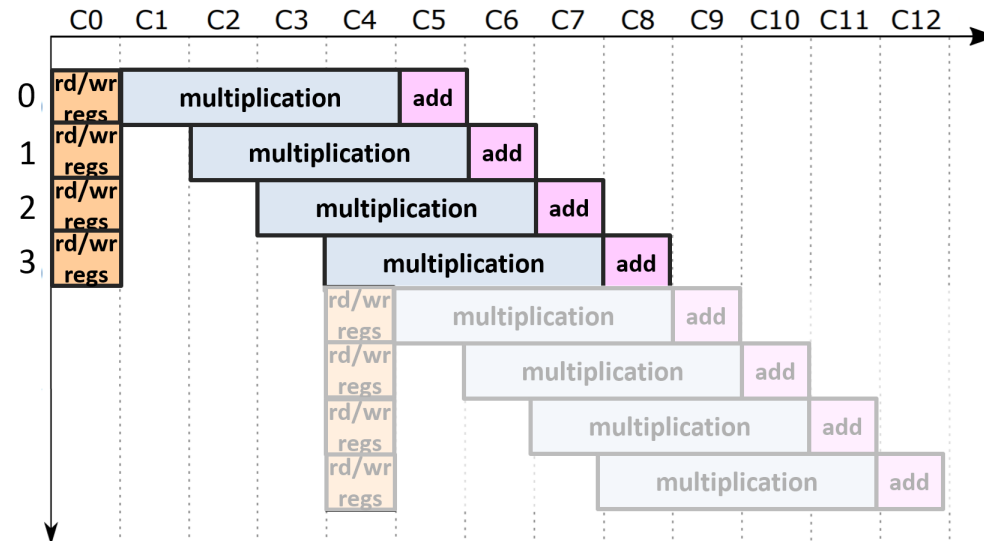 C0 C1 C2 C3 C4 C5 C6 C7 C8 C9 C10 C11 C12
0 rd/wr regs multiplication add
1 rd/wr regs multiplication add
2 rd/wr regs multiplication add
3 rd/wr regs multiplication add
rd/wr regs multiplication add
rd/wr regs multiplication add
rd/wr regs multiplication add
rd/wr regs multiplication add